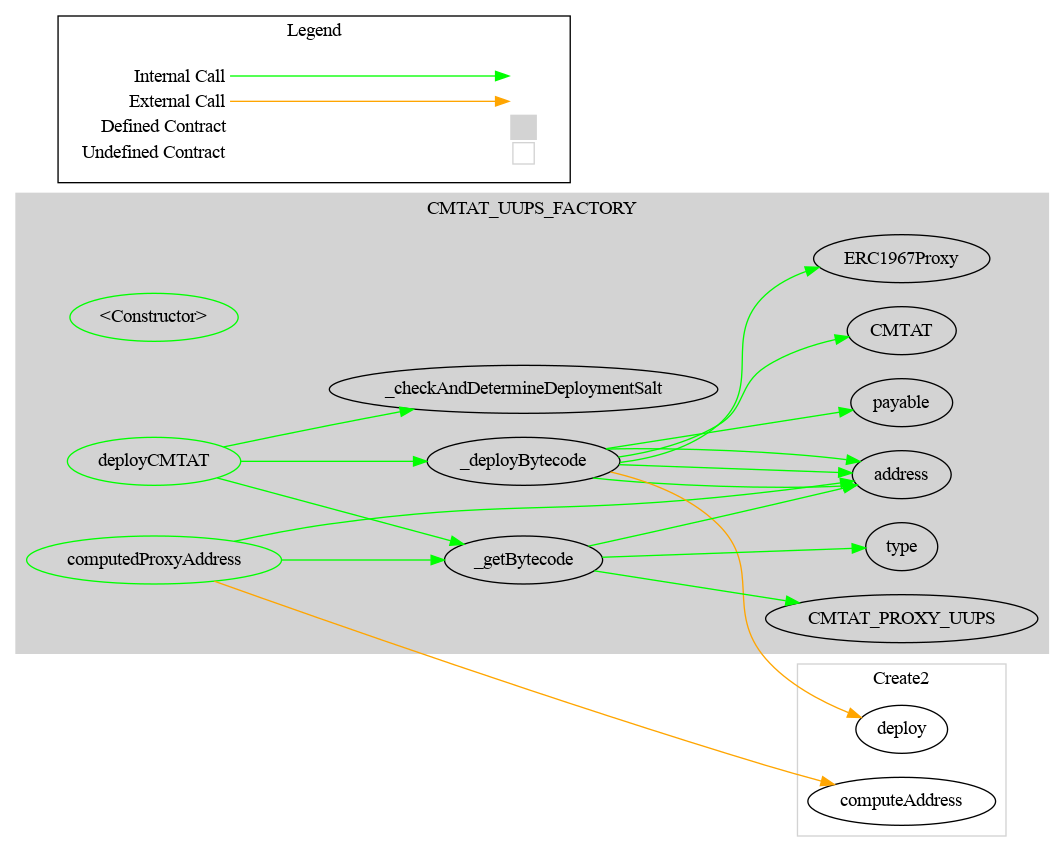 Legend
Internal Call
External Call
Defined Contract
Undefined Contract
CMTAT_UUPS_FACTORY
ERC1967Proxy
<Constructor>
CMTAT
_checkAndDetermineDeploymentSalt
payable
deployCMTAT
_deployBytecode
address
type
computedProxyAddress
_getBytecode
CMTAT_PROXY_UUPS
Create2
deploy
computeAddress